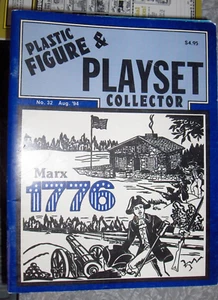 PLASTIC
FIGURE &
$4.95
PLAYSET
COLLECTOR
No. 32 Aug. '94
Marx
1776